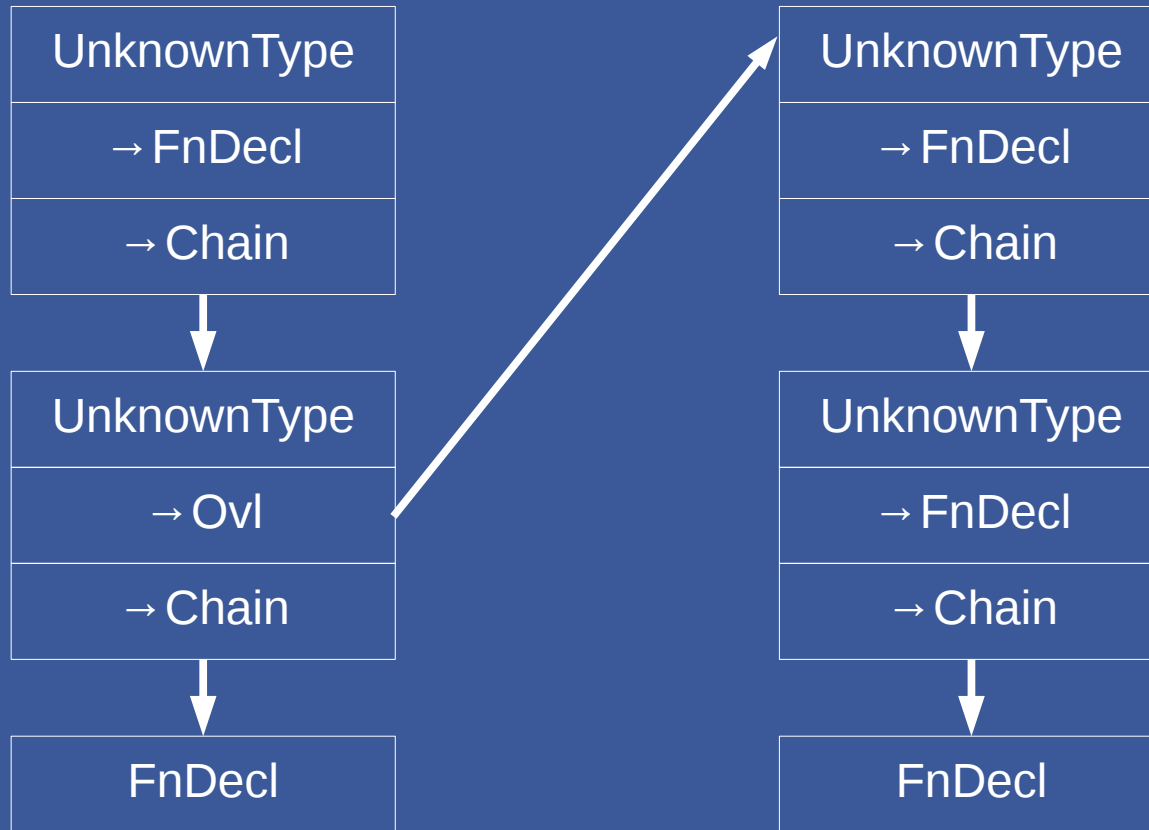 UnknownType
→FnDecl
→Chain
UnknownType
→Ovl
→Chain
FnDecl
UnknownType
→FnDecl
→Chain
UnknownType
→FnDecl
→Chain
FnDecl